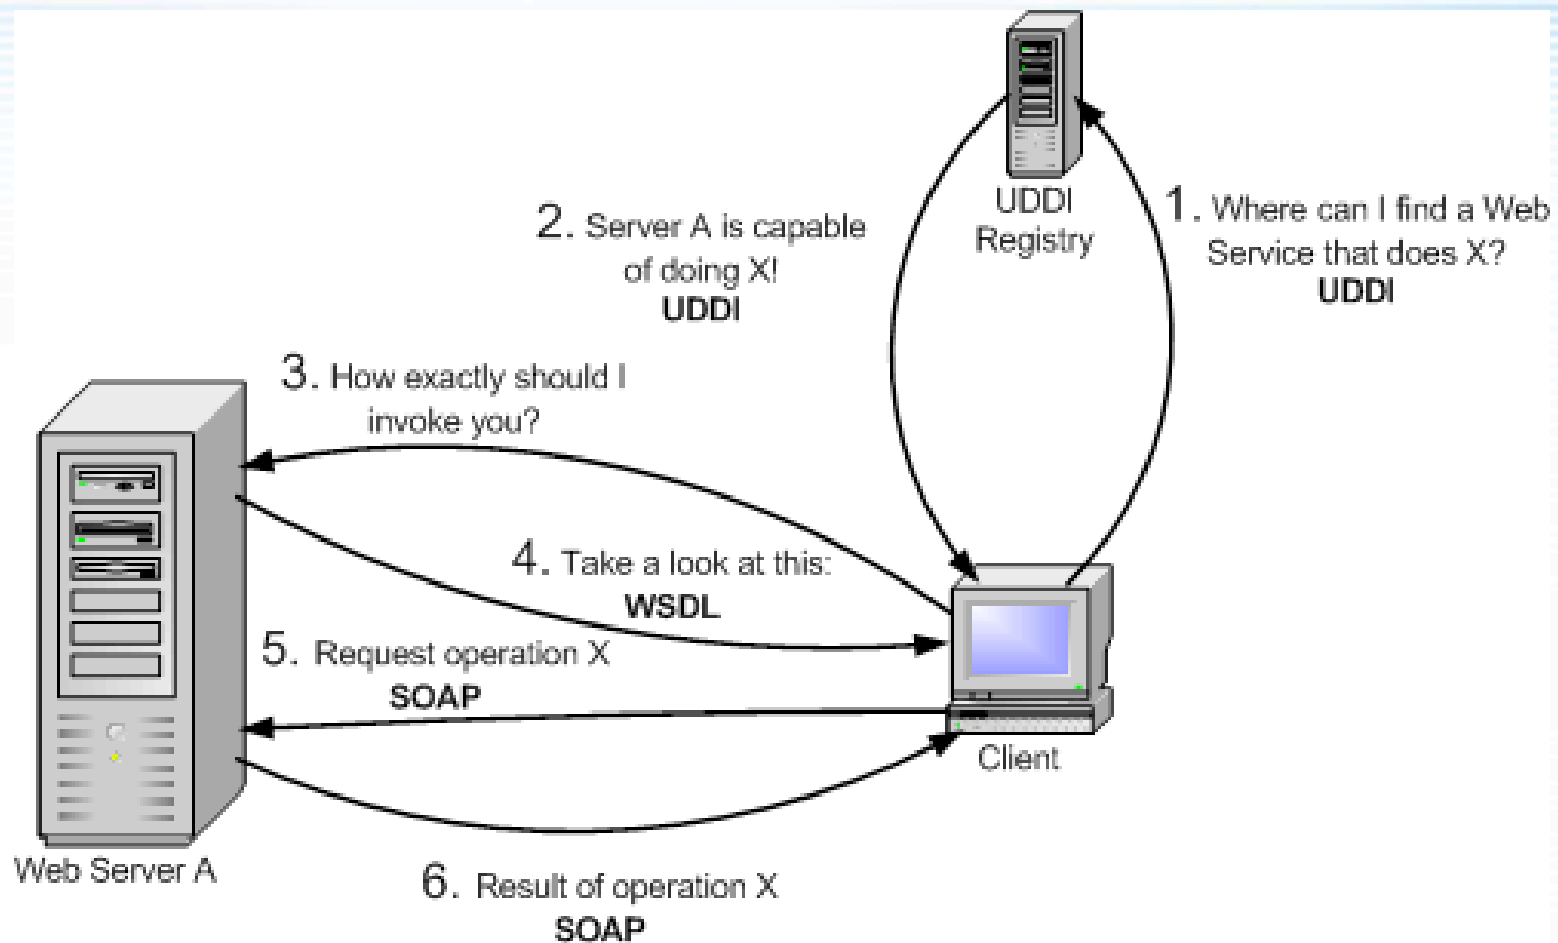 UDDI
Registry
1. Where can I find a Web
Service that does X?
UDDI
2. Server A is capable
of doing X!
UDDI
3. How exactly should I
invoke you?
4. Take a look at this:
WSDL
5. Request operation X
SOAP
Client
Web Server A
6. Result of operation X
SOAP